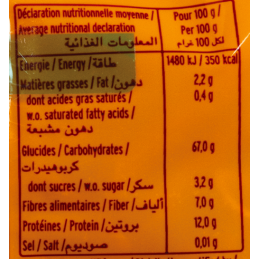 Déclaration nutritionnelle moyenne / Pour 100 g /
Average nutritional declaration Per 100 g
المعلومات الغذائية لكل 100 غرام
Energie / Energy / طاقة 1480 kJ / 350 kcal
Matières grasses / Fat / دهون 2,2 g
dont acides gras saturés / 0,4 g
w.o. saturated fatty acids /
دهون مشبعة
Glucides / Carbohydrates / 67,0 g
كربوهيدرات
dont sucres / w.o. sugar / سكر 3,2 g
Fibres alimentaires / Fiber / ألياف 7,0 g
Protéines / Protein / بروتين 12,0 g
Sel / Salt / صوديوم 0,01 g